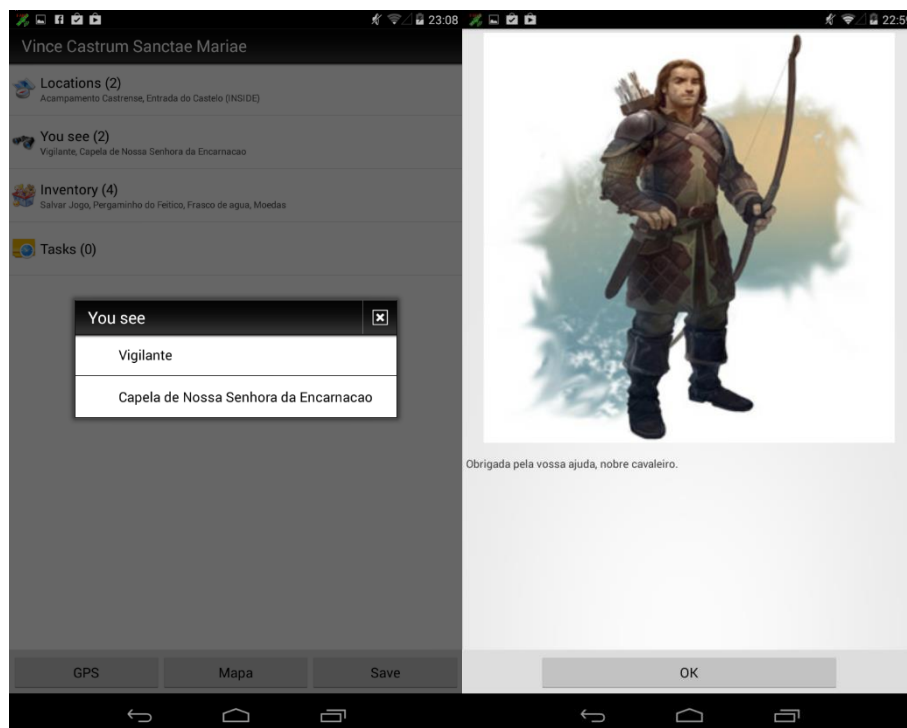 23:08
Vince Castrum Sanctae Mariae
Locations (2)
Acampamento Castrense, Entrada do Castelo (INSIDE)
You see (2)
Vigilante, Capela de Nossa Senhora da Encarnacao
Inventory (4)
Salvar Jogo, Pergaminho do Feitico, Frasco de agua, Moedas
Tasks (0)
You see
Vigilante
Capela de Nossa Senhora da Encarnacao
GPS Mapa Save
22:59
Obrigada pela vossa ajuda, nobre cavaleiro.
OK